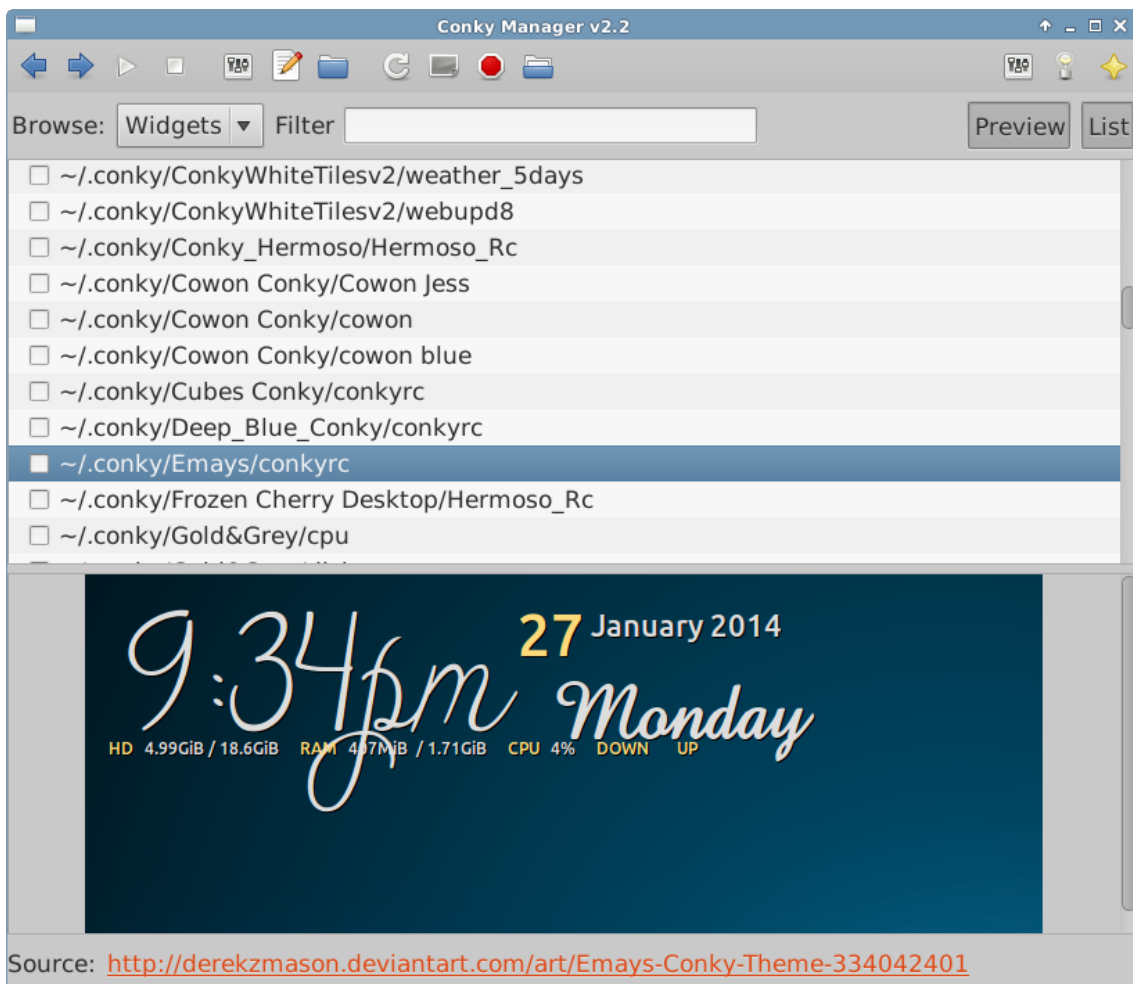 Conky Manager v2.2
Browse: Widgets Filter Preview List
~/.conky/ConkyWhiteTilesv2/weather_5days
~/.conky/ConkyWhiteTilesv2/webupd8
~/.conky/Conky_Hermoso/Hermoso_Rc
~/.conky/Cowon Conky/Cowon Jess
~/.conky/Cowon Conky/cowon
~/.conky/Cowon Conky/cowon blue
~/.conky/Cubes Conky/conkyrc
~/.conky/Deep_Blue_Conky/conkyrc
~/.conky/Emays/conkyrc
~/.conky/Frozen Cherry Desktop/Hermoso_Rc
~/.conky/Gold&Grey/cpu
9:34pm 27 January 2014
Monday
HD 4.99GiB / 18.6GiB RAM 407MiB / 1.71GiB CPU 4% DOWN UP
Source: http://derekzmason.deviantart.com/art/Emays-Conky-Theme-334042401